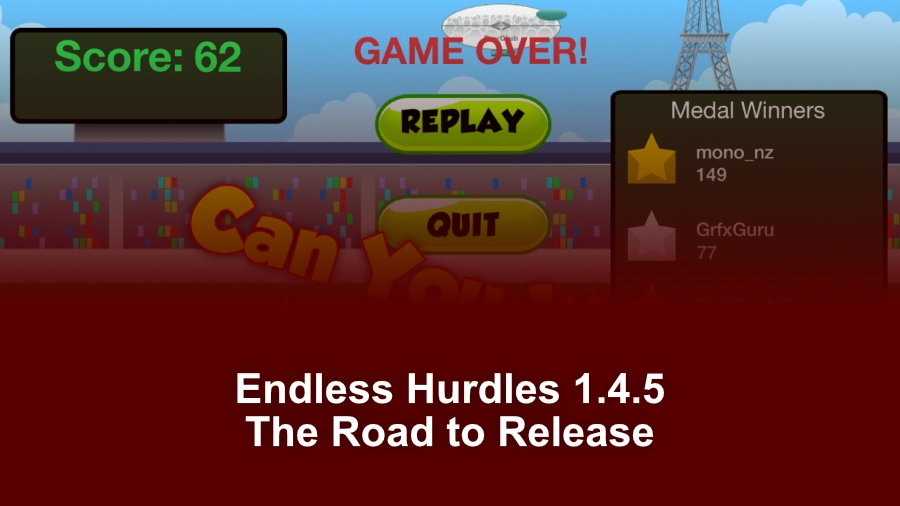 Score: 62
GAME OVER!
REPLAY
QUIT
Medal Winners
mono_nz
149
GrfxGuru
77
Can You
Endless Hurdles 1.4.5
The Road to Release